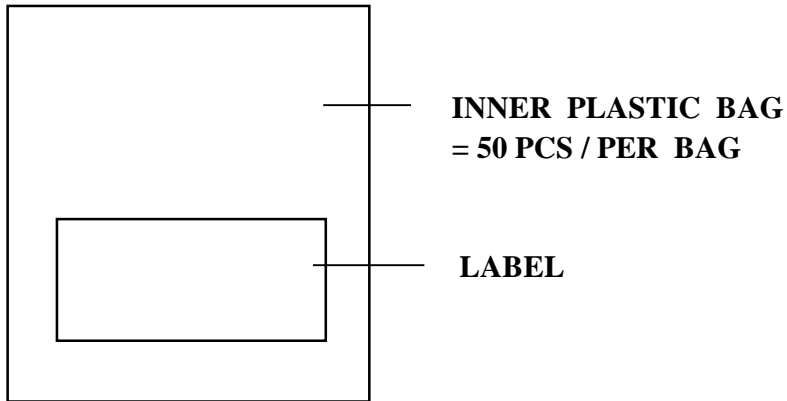 INNER PLASTIC BAG
= 50 PCS / PER BAG
LABEL